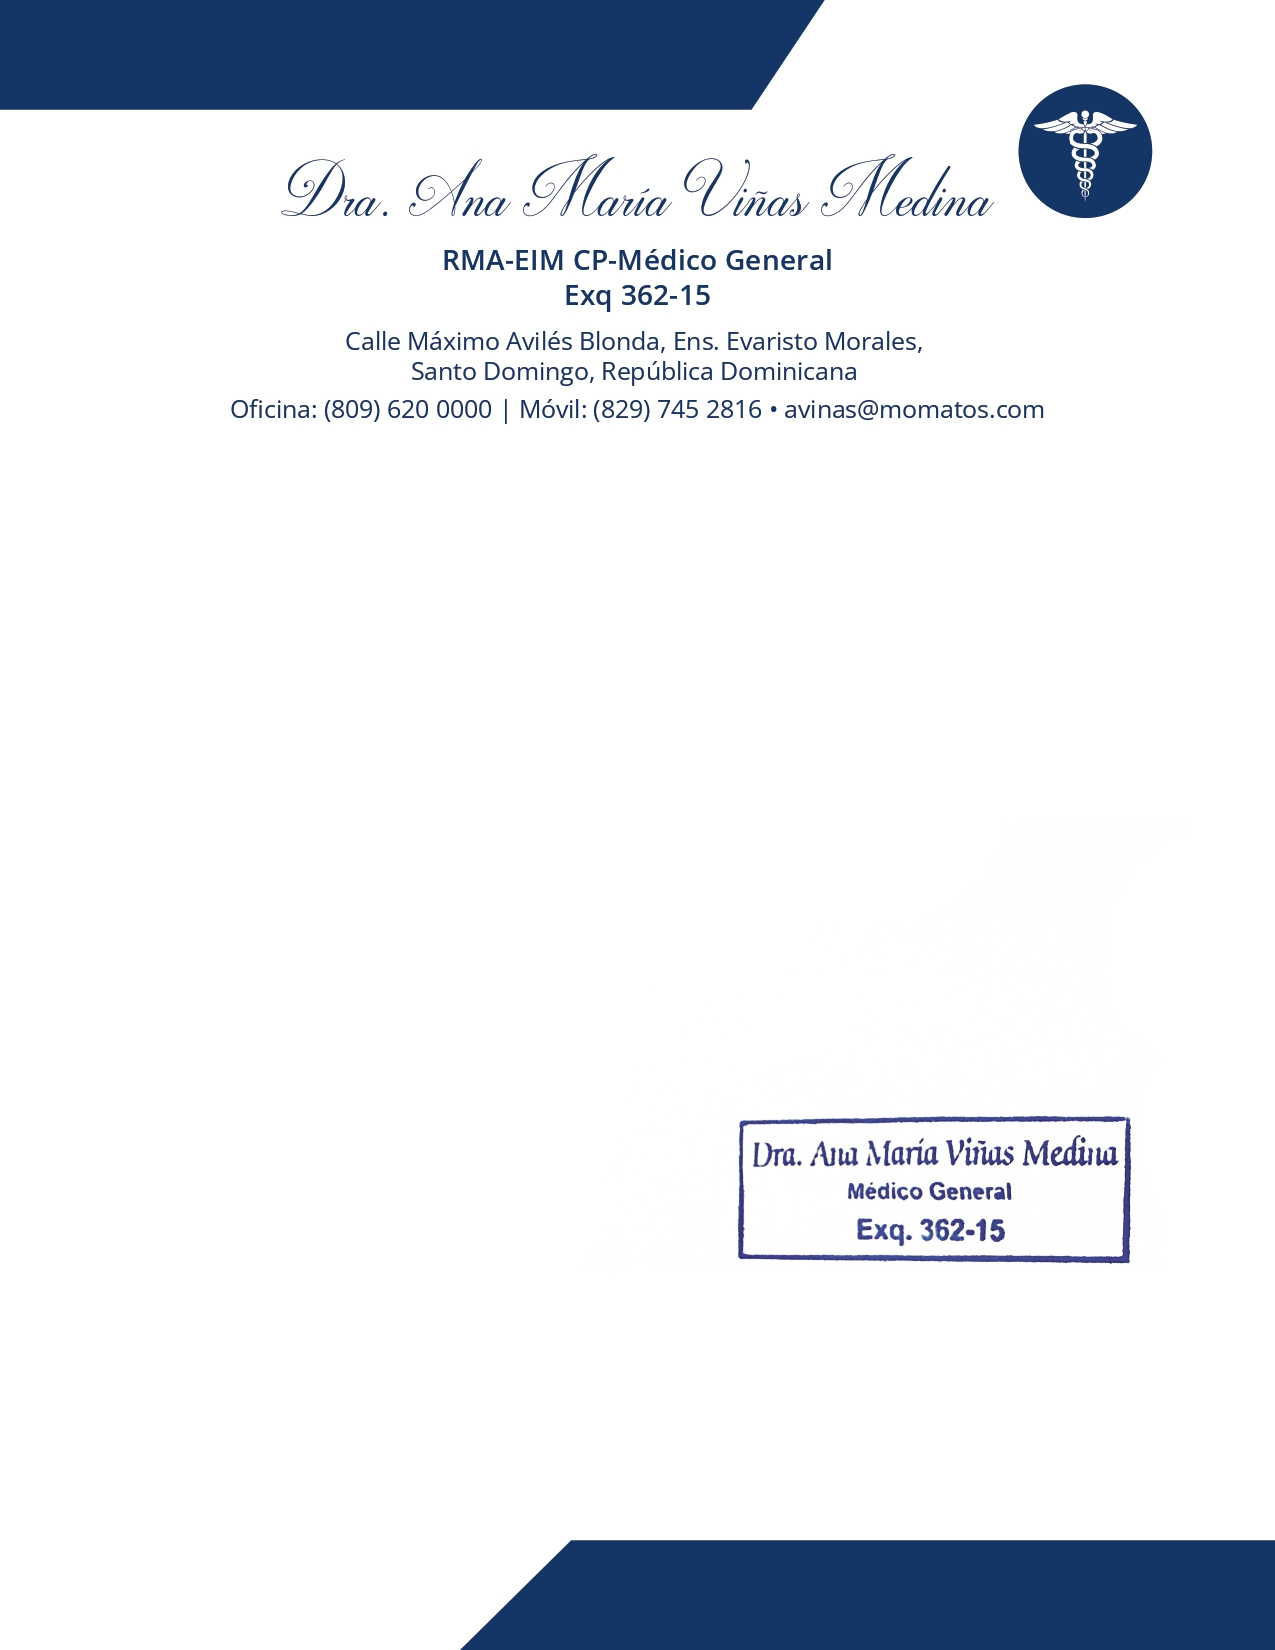 Dra. Ana María Viñas Medina
RMA-EIM CP-Médico General
Exq 362-15
Calle Máximo Avilés Blonda, Ens. Evaristo Morales,
Santo Domingo, República Dominicana
Oficina: (809) 620 0000 | Móvil: (829) 745 2816 • avinas@momatos.com
Dra. Ana María Viñas Medina
Médico General
Exq. 362-15